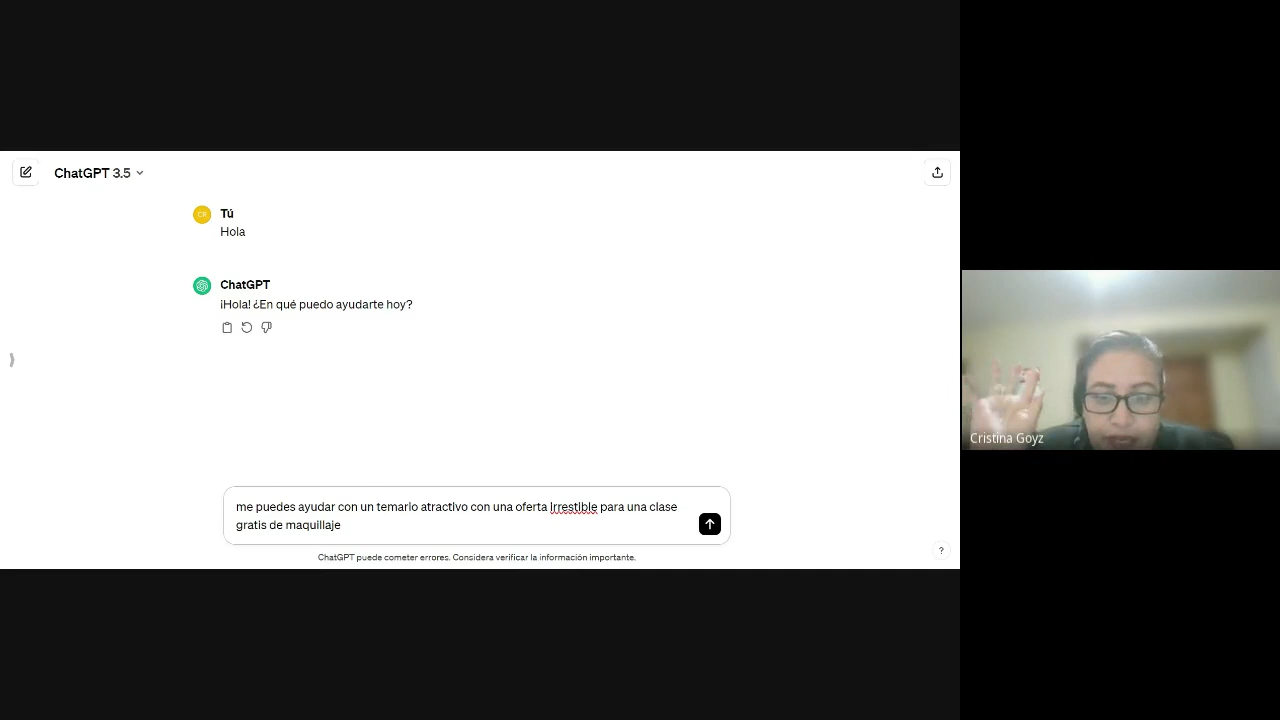 ChatGPT 3.5
CR
Tú
Hola
ChatGPT
¡Hola! ¿En qué puedo ayudarte hoy?
me puedes ayudar con un temario atractivo con una oferta irrestible para una clase
gratis de maquillaje
ChatGPT puede cometer errores. Considera verificar la información importante.
?
Cristina Goyz